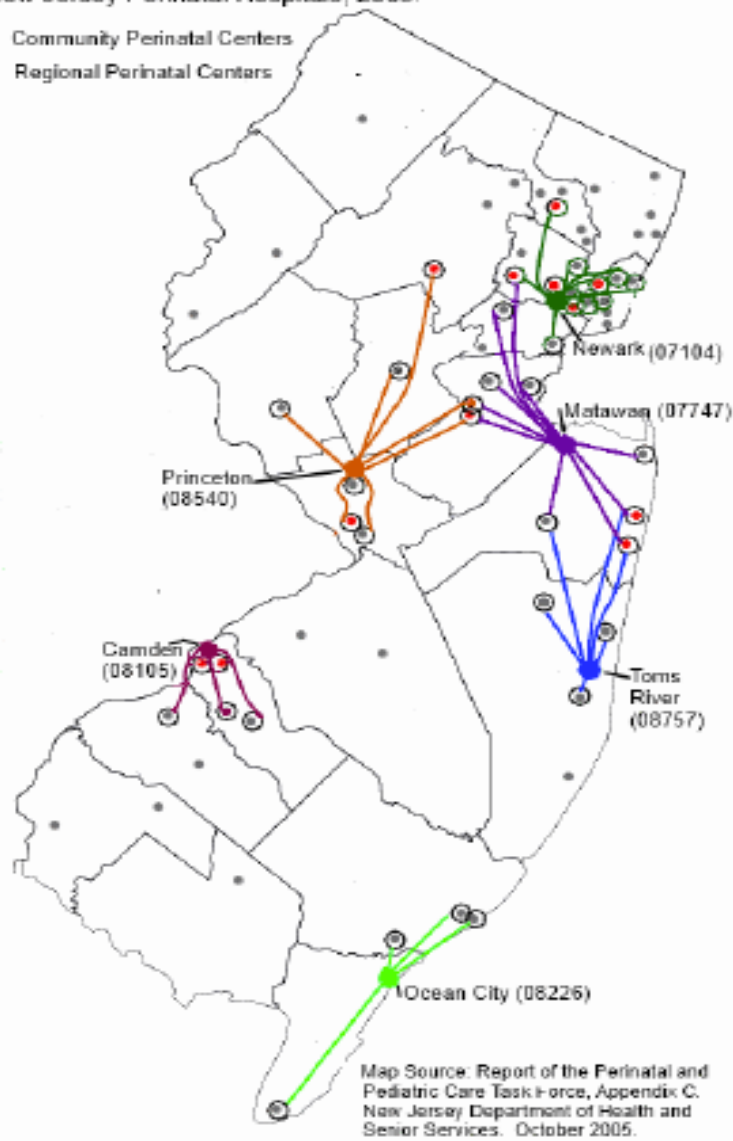 Community Perinatal Centers
Regional Perinatal Centers
Newark (07104)
Matawan (07747)
Princeton
(08540)
Camden
(08105)
Toms
River
(08757)
Ocean City (08226)
Map Source: Report of the Perinatal and
Pediatric Care Task Force, Appendix C.
New Jersey Department of Health and
Senior Services. October 2005.